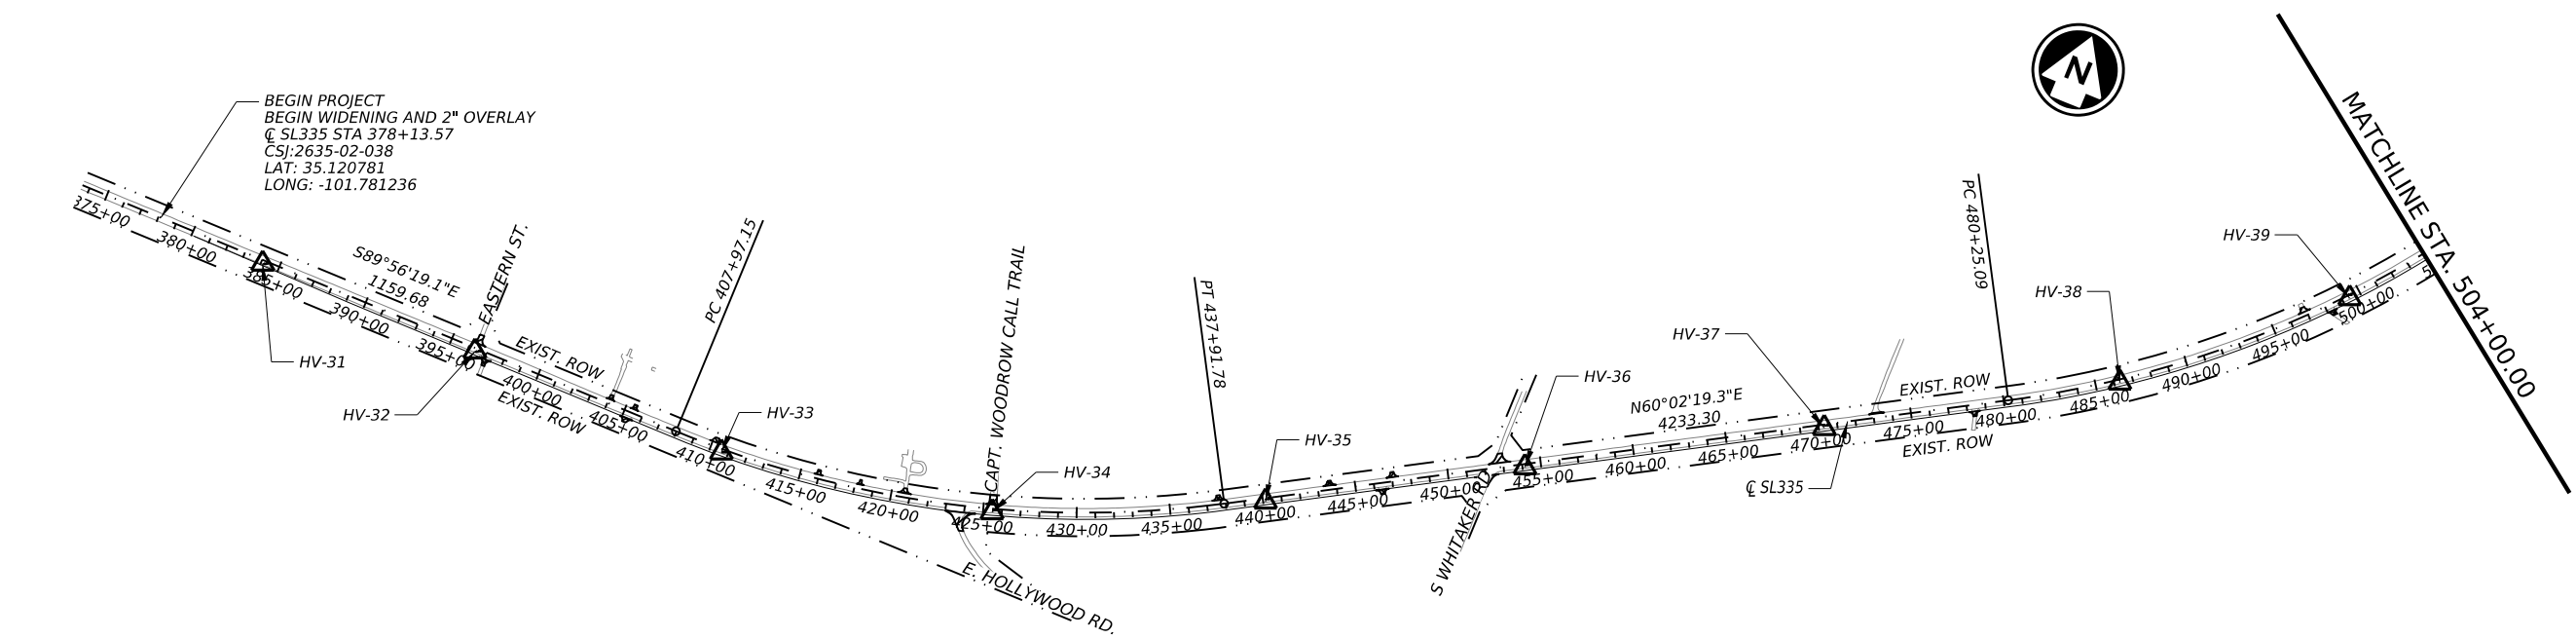 BEGIN PROJECT
BEGIN WIDENING AND 2" OVERLAY
℄ SL335 STA 378+13.57
CSJ:2635-02-038
LAT: 35.120781
LONG: -101.781236
N
MATCHLINE STA. 504+00.00
375+00
380+00
385+00
390+00
395+00
400+00
405+00
410+00
415+00
420+00
425+00
430+00
435+00
440+00
445+00
450+00
455+00
460+00
465+00
470+00
475+00
480+00
485+00
490+00
495+00
500+00
S89°56'19.1"E
1159.68
EASTERN ST.
EXIST. ROW
EXIST. ROW
HV-31
HV-32
PC 407+97.15
HV-33
CAPT. WOODROW CALL TRAIL
HV-34
E. HOLLYWOOD RD.
PT 437+91.78
HV-35
S WHITAKER RD.
HV-36
N60°02'19.3"E
4233.30
HV-37
℄ SL335
EXIST. ROW
EXIST. ROW
PC 480+25.09
HV-38
HV-39